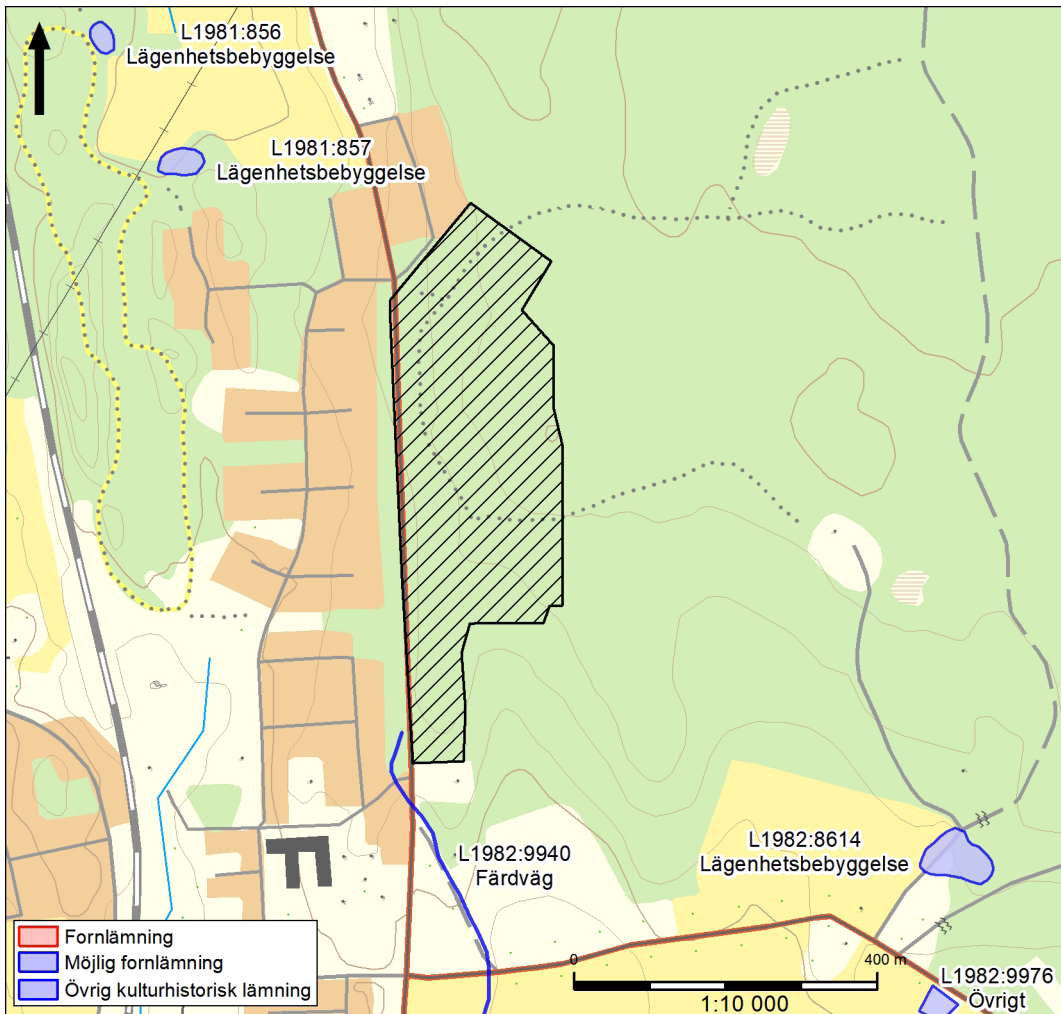 L1981:856
Lägenhetsbebyggelse
L1981:857
Lägenhetsbebyggelse
L1982:9940
Färdväg
L1982:8614
Lägenhetsbebyggelse
L1982:9976
Övrigt
Fornlämning
Möjlig fornlämning
Övrig kulturhistorisk lämning
0
400 m
1:10 000